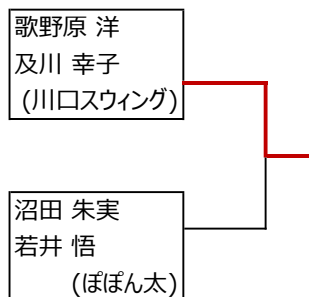 歌野原 洋
及川 幸子
(川口スウィング)
沼田 朱実
若井 悟
(ぽぽん太)